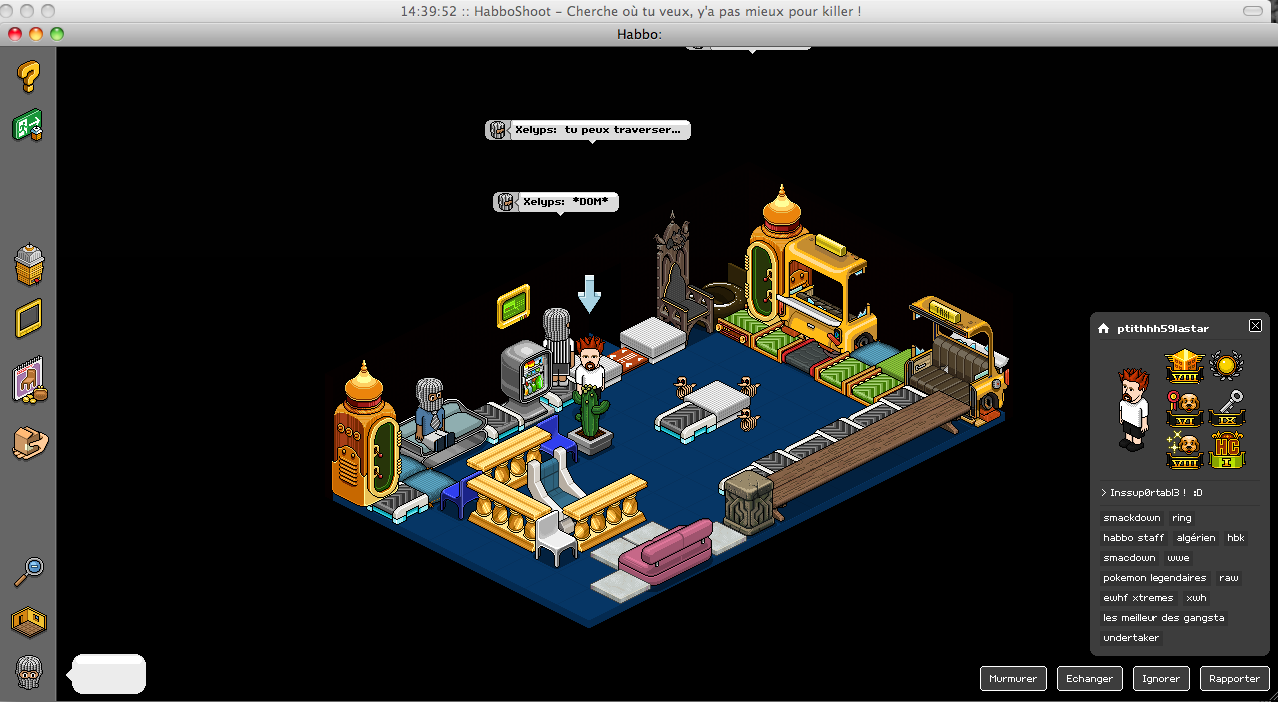 14:39:52 :: HabboShoot - Cherche où tu veux, y'a pas mieux pour killer !
Habbo:
Xelyps: tu peux traverser...
Xelyps: *DOM*
ptithhh59lastar
> Inssup0rtabl3 ! :D
smackdown ring
habbo staff algérien hbk
smacdown wwe
pokemon legendaires raw
ewhf xtremes xwh
les meilleur des gangsta
undertaker
Murmurer Echanger Ignorer Rapporter